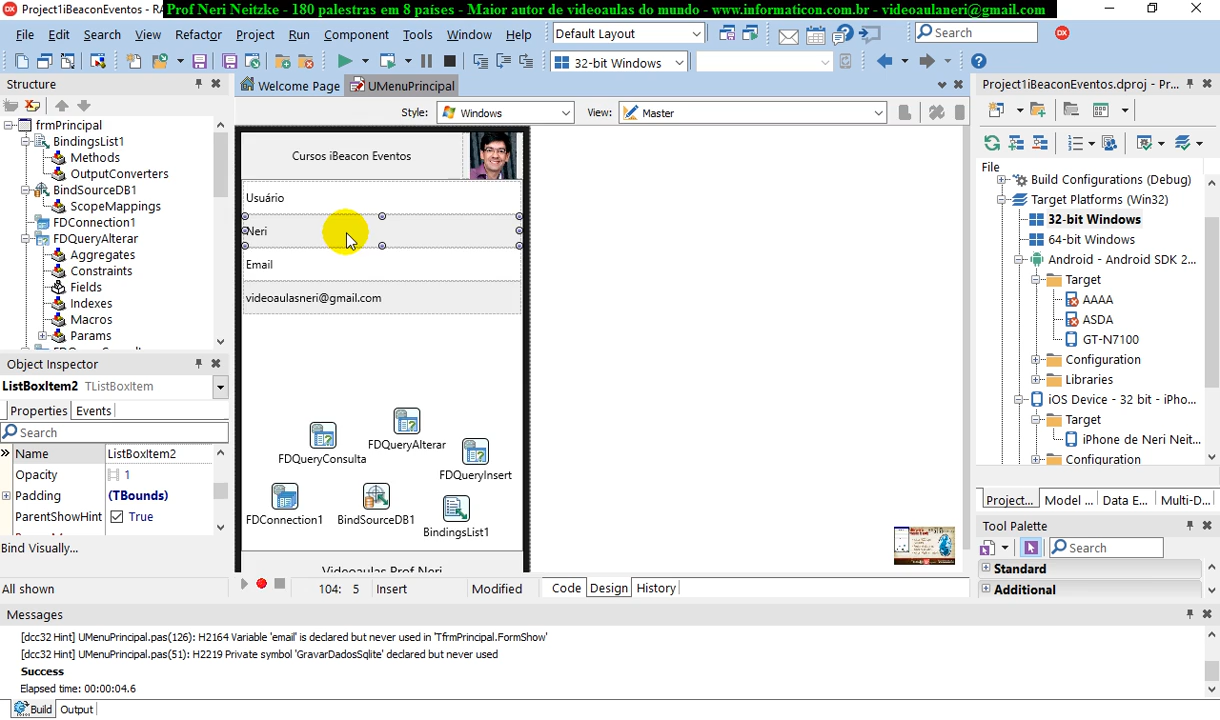 Project1iBeaconEventos - RA
Prof Neri Neitzke - 180 palestras em 8 países - Maior autor de videoaulas do mundo - www.informaticon.com.br - videoaulaneri@gmail.com
File Edit Search View Refactor Project Run Component Tools Window Help
Default Layout
Search
32-bit Windows
Structure
Welcome Page
UMenuPrincipal
Project1iBeaconEventos.dproj - Pr...
Style: Windows View: Master
frmPrincipal
BindingsList1
Methods
OutputConverters
BindSourceDB1
ScopeMappings
FDConnection1
FDQueryAlterar
Aggregates
Constraints
Fields
Indexes
Macros
Params
Object Inspector
ListBoxItem2 TListBoxItem
Properties Events
Search
Name ListBoxItem2
Opacity 1
Padding (TBounds)
ParentShowHint True
Bind Visually...
All shown
Cursos iBeacon Eventos
Usuário
Neri
Email
videoaulasneri@gmail.com
FDQueryConsulta
FDQueryAlterar
FDQueryInsert
FDConnection1
BindSourceDB1
BindingsList1
Videoaulas Prof Neri
104: 5 Insert Modified Code Design History
File
Build Configurations (Debug)
Target Platforms (Win32)
32-bit Windows
64-bit Windows
Android - Android SDK 2...
Target
AAAA
ASDA
GT-N7100
Configuration
Libraries
iOS Device - 32 bit - iPho...
Target
iPhone de Neri Neit...
Configuration
Project... Model ... Data E... Multi-D...
Tool Palette
Search
Standard
Additional
Messages
[dcc32 Hint] UMenuPrincipal.pas(126): H2164 Variable 'email' is declared but never used in 'TfrmPrincipal.FormShow'
[dcc32 Hint] UMenuPrincipal.pas(51): H2219 Private symbol 'GravarDadosSqlite' declared but never used
Success
Elapsed time: 00:00:04.6
Build Output